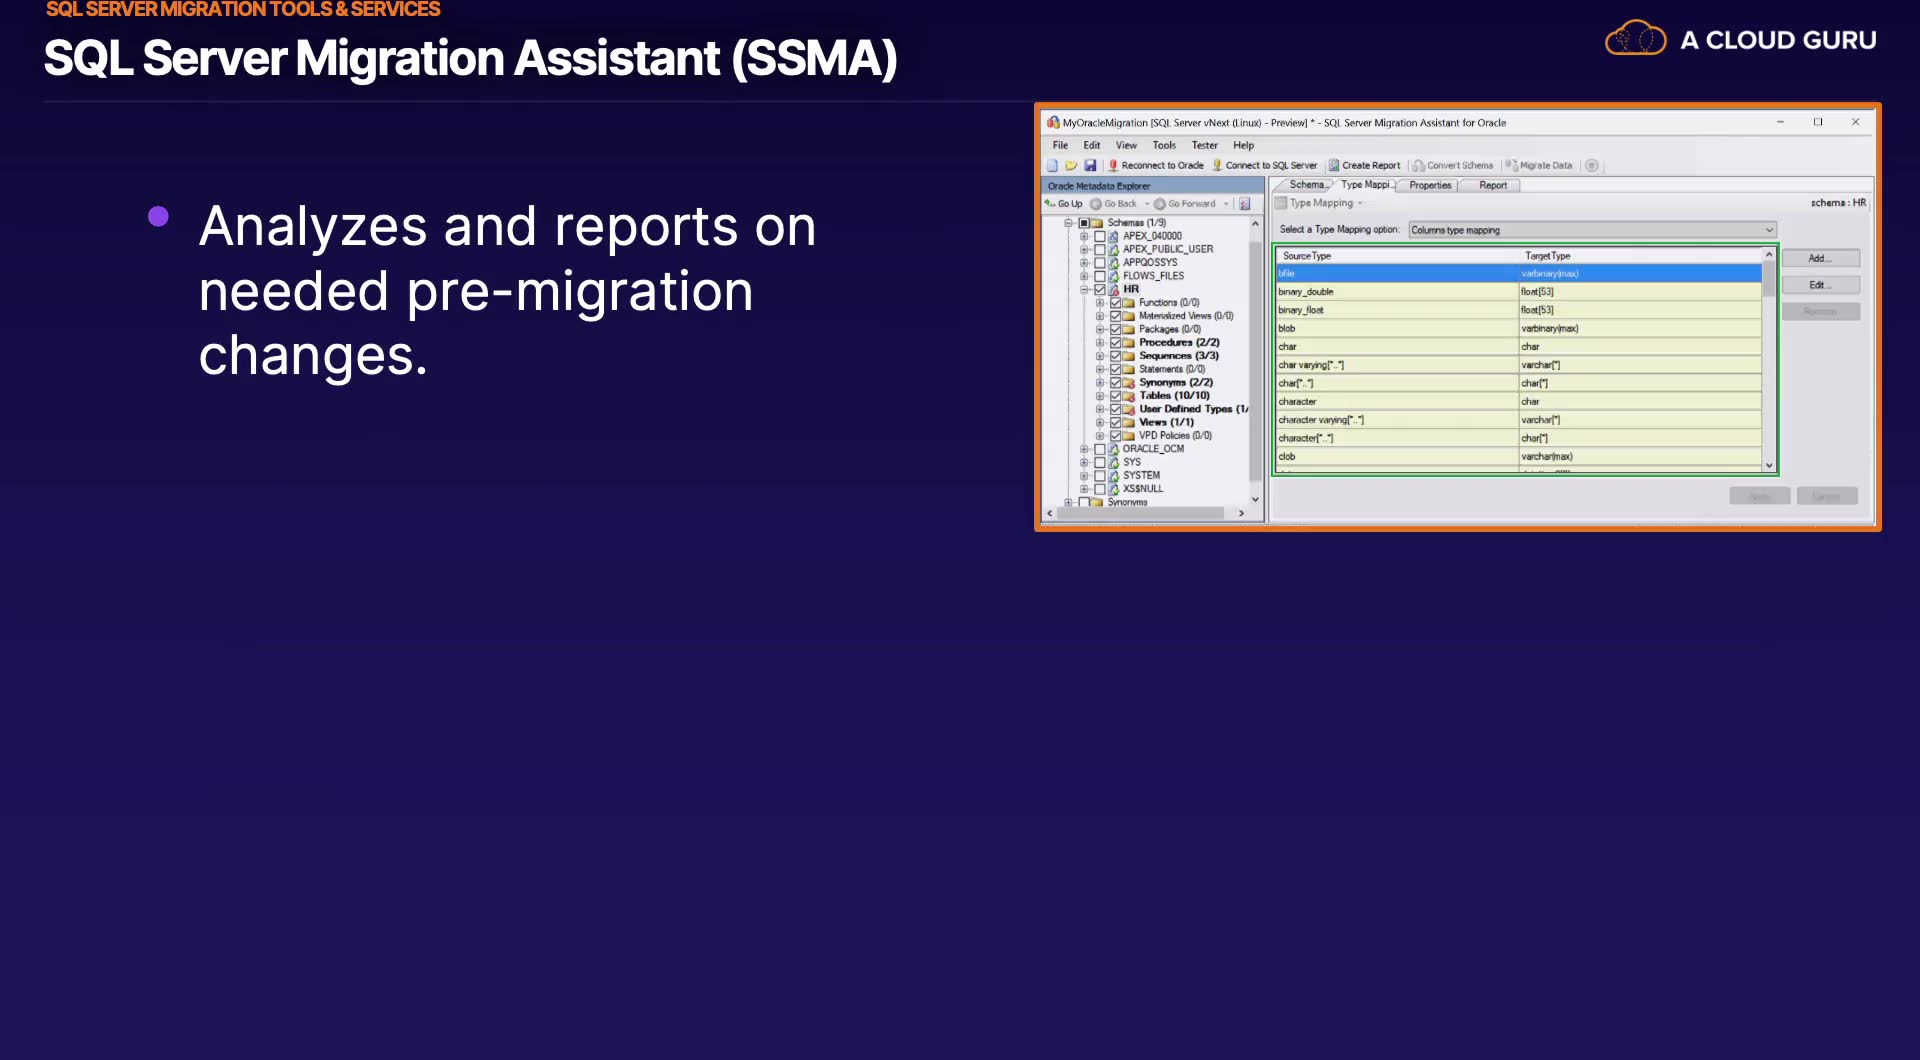 SQL SERVER MIGRATION TOOLS & SERVICES
SQL Server Migration Assistant (SSMA)
A CLOUD GURU
Analyzes and reports on
needed pre-migration
changes.
MyOracleMigration [SQL Server vNext (Linux) - Preview] * - SQL Server Migration Assistant for Oracle
File Edit View Tools Tester Help
Reconnect to Oracle Connect to SQL Server Create Report Convert Schema Migrate Data
Oracle Metadata Explorer
Go Up Go Back Go Forward
Schemas (1/9)
APEX_040000
APEX_PUBLIC_USER
APPQOSSYS
FLOWS_FILES
HR
Functions (0/0)
Materialized Views (0/0)
Packages (0/0)
Procedures (2/2)
Sequences (3/3)
Statements (0/0)
Synonyms (2/2)
Tables (10/10)
User Defined Types (1/
Views (1/1)
VPD Policies (0/0)
ORACLE_OCM
SYS
SYSTEM
XS$NULL
Synonyms
Schema... Type Mappi... Properties Report
Type Mapping schema : HR
Select a Type Mapping option: Columns type mapping
Source Type Target Type
bfile varbinary(max)
binary_double float[53]
binary_float float[53]
blob varbinary(max)
char char
char varying[*..*] varchar[*]
char[*..*] char[*]
character char
character varying[*..*] varchar[*]
character[*..*] char[*]
clob varchar(max)
Add...
Edit...